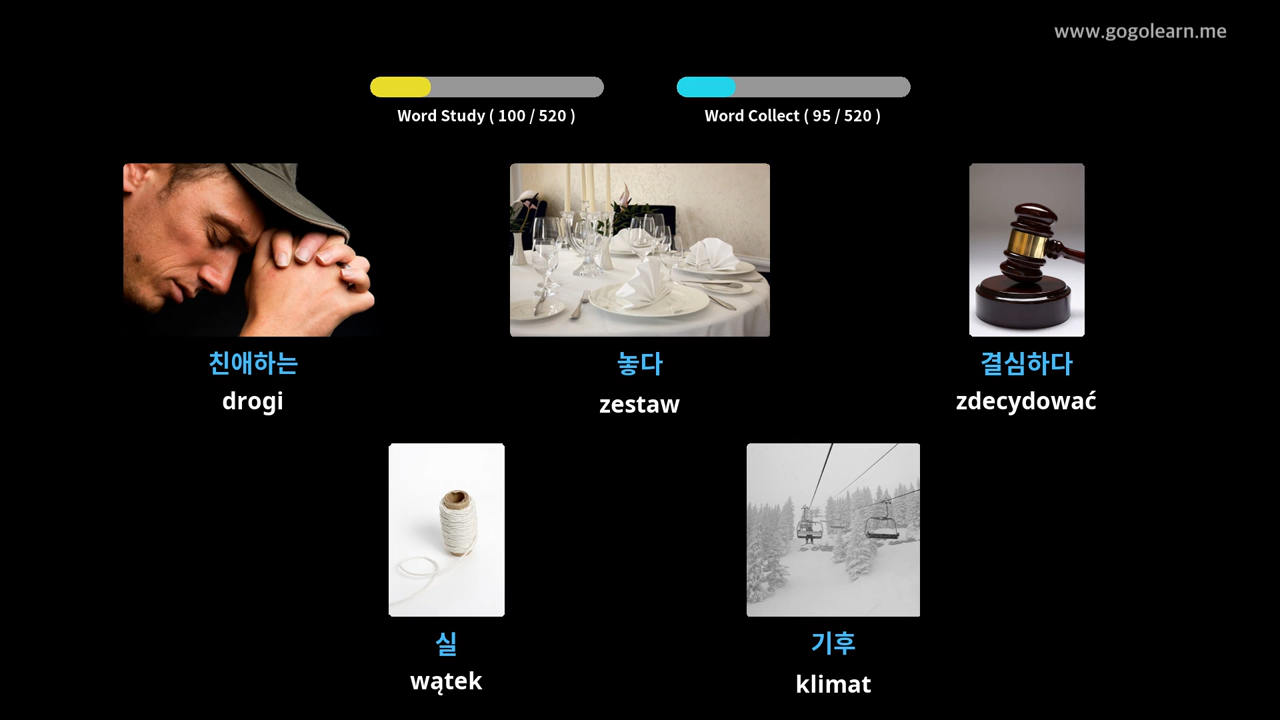 www.gogolearn.me
Word Study ( 100 / 520 )
Word Collect ( 95 / 520 )
친애하는
놓다
결심하다
drogi
zestaw
zdecydować
실
기후
wątek
klimat